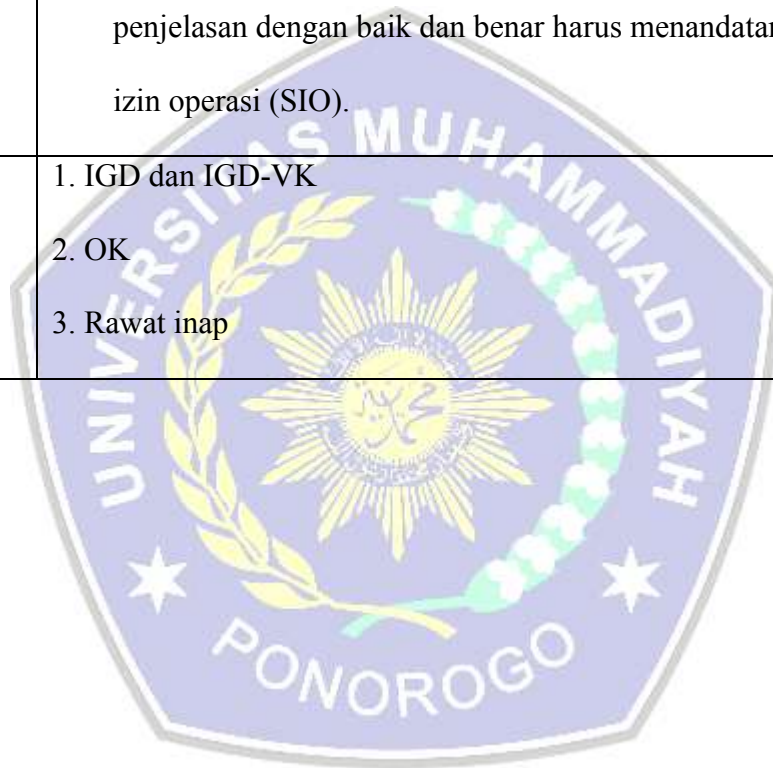 penjelasan dengan baik dan benar harus menandatan
izin operasi (SIO).
1. IGD dan IGD-VK
2. OK
3. Rawat inap
UNIVERSITAS MUHAMMADIYAH
PONOROGO